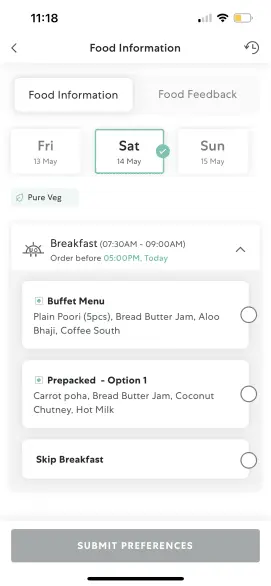 11:18
Food Information
Food Information Food Feedback
Fri Sat Sun
13 May 14 May 15 May
Pure Veg
Breakfast (07:30AM - 09:00AM)
Order before 05:00PM, Today
Buffet Menu
Plain Poori (5pcs), Bread Butter Jam, Aloo
Bhaji, Coffee South
Prepacked - Option 1
Carrot poha, Bread Butter Jam, Coconut
Chutney, Hot Milk
Skip Breakfast
SUBMIT PREFERENCES